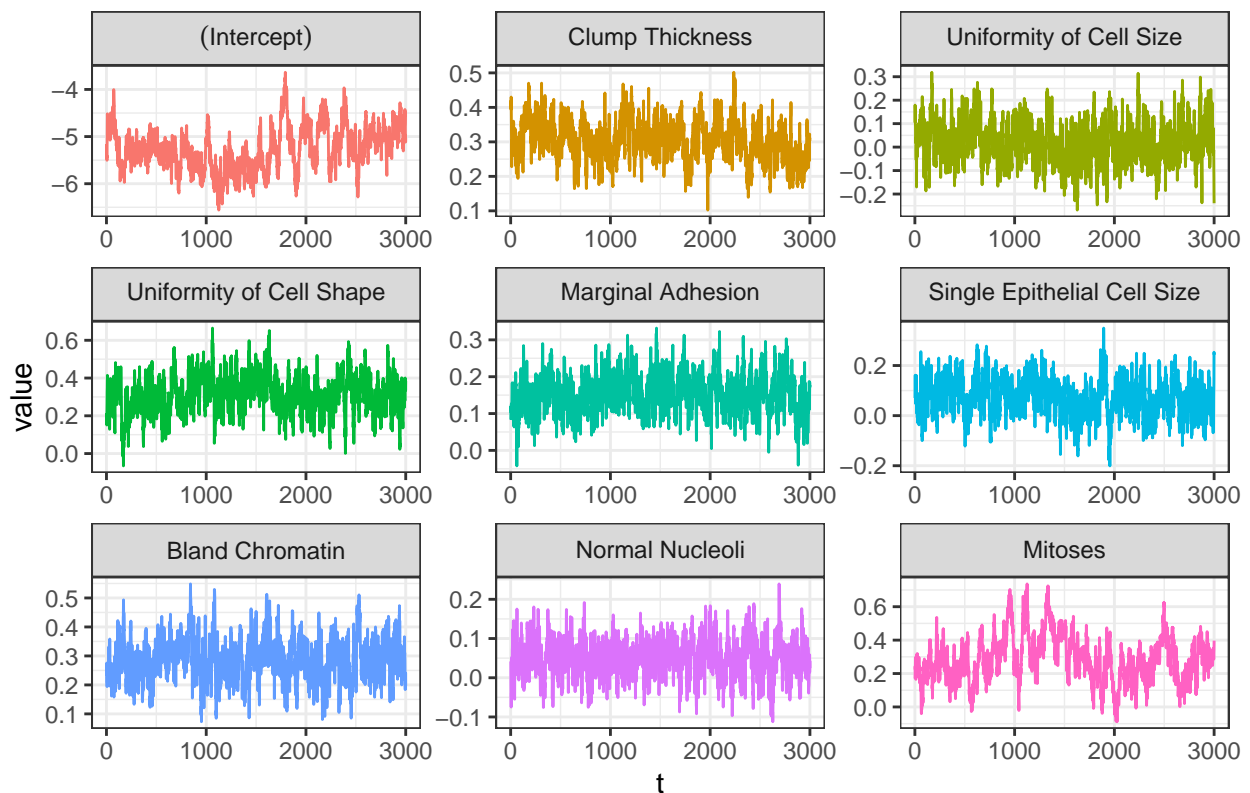 (Intercept)
Clump Thickness
Uniformity of Cell Size
−4
−5
−6
0.5
0.4
0.3
0.2
0.1
0.3
0.2
0.1
0.0
−0.1
−0.2
0 1000 2000 3000
0 1000 2000 3000
0 1000 2000 3000
Uniformity of Cell Shape
Marginal Adhesion
Single Epithelial Cell Size
value
0.6
0.4
0.2
0.0
0.3
0.2
0.1
0.0
0.2
0.0
−0.2
0 1000 2000 3000
0 1000 2000 3000
0 1000 2000 3000
Bland Chromatin
Normal Nucleoli
Mitoses
0.5
0.4
0.3
0.2
0.1
0.2
0.1
0.0
−0.1
0.6
0.4
0.2
0.0
0 1000 2000 3000
0 1000 2000 3000
0 1000 2000 3000
t